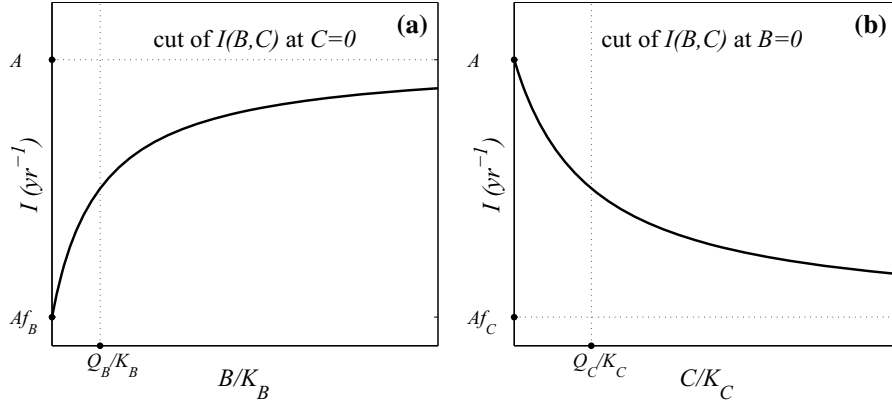 (a)
cut of I(B,C) at C=0
A
I (yr⁻¹)
Af_B
Q_B/K_B
B/K_B
(b)
cut of I(B,C) at B=0
A
I (yr⁻¹)
Af_C
Q_C/K_C
C/K_C